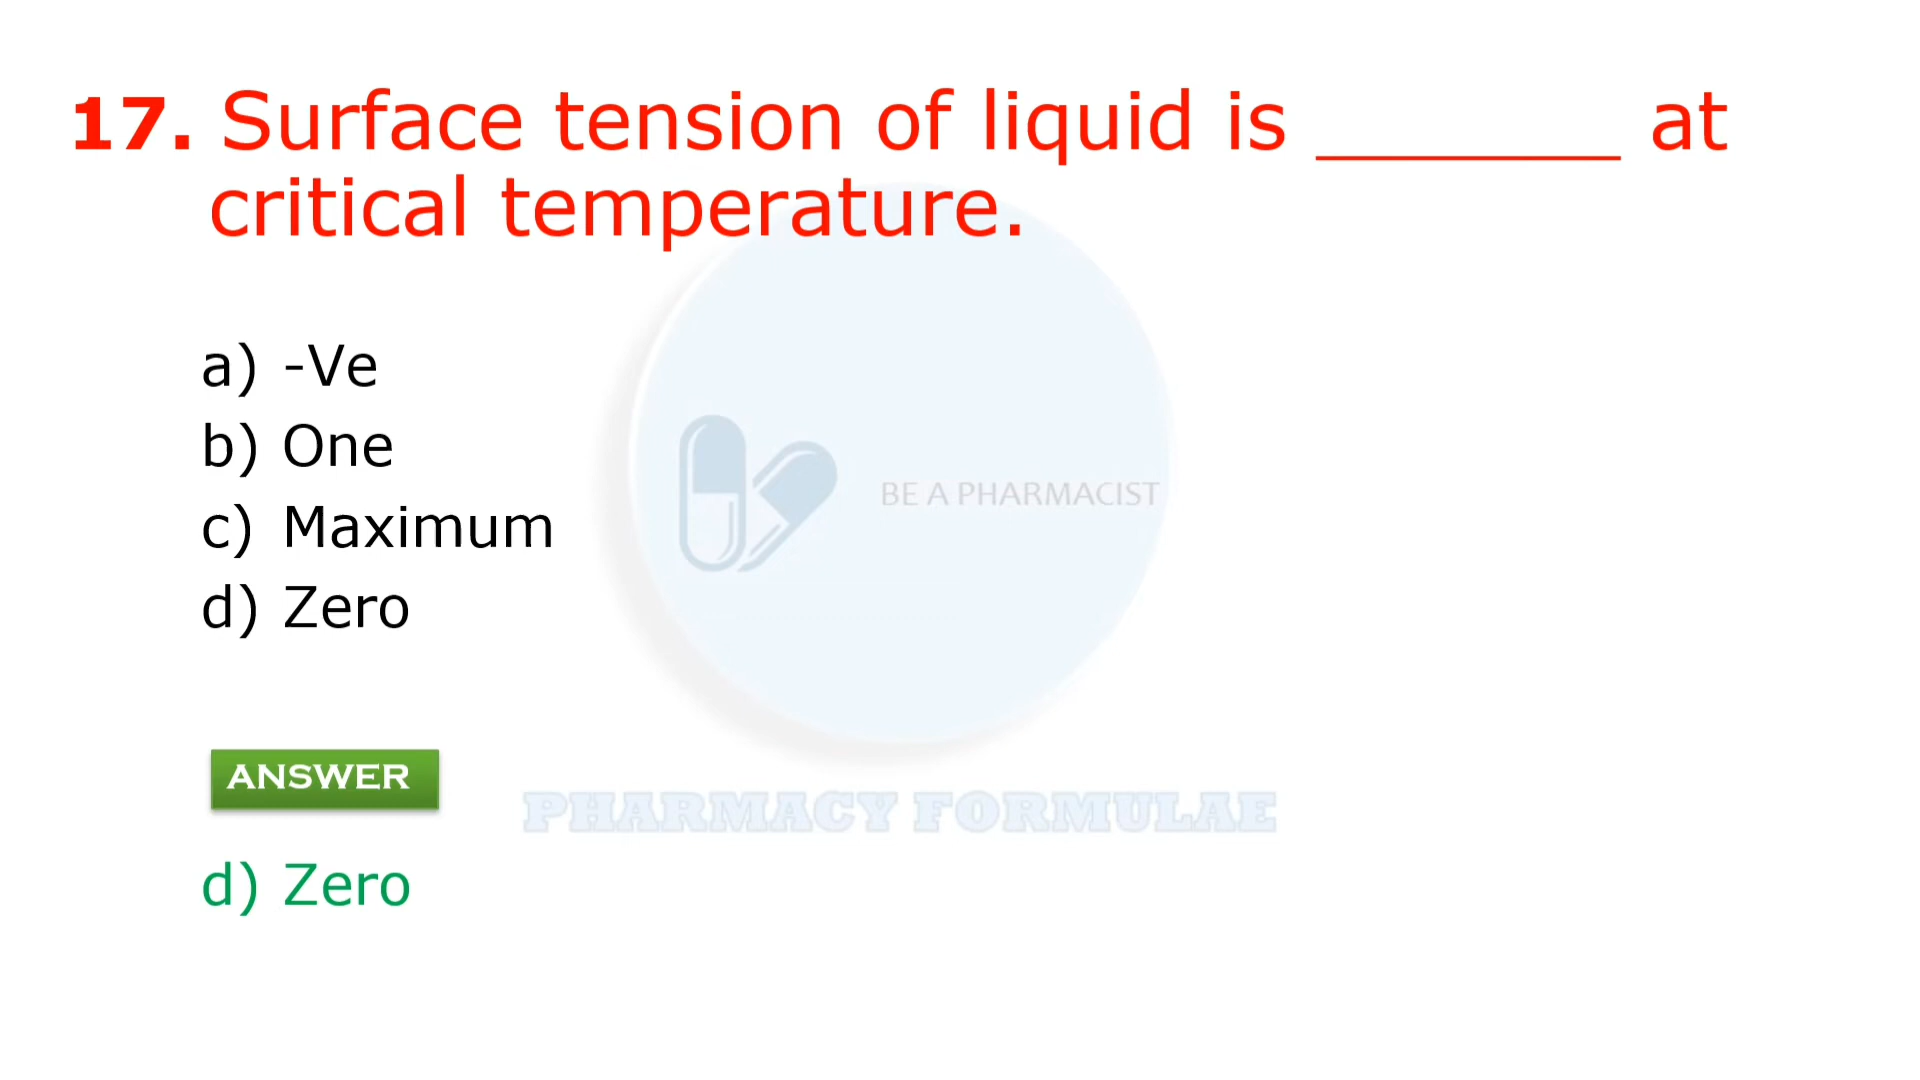 17. Surface tension of liquid is _______ at
critical temperature.
a) -Ve
b) One
c) Maximum
d) Zero
BE A PHARMACIST
ANSWER
PHARMACY FORMULAE
d) Zero